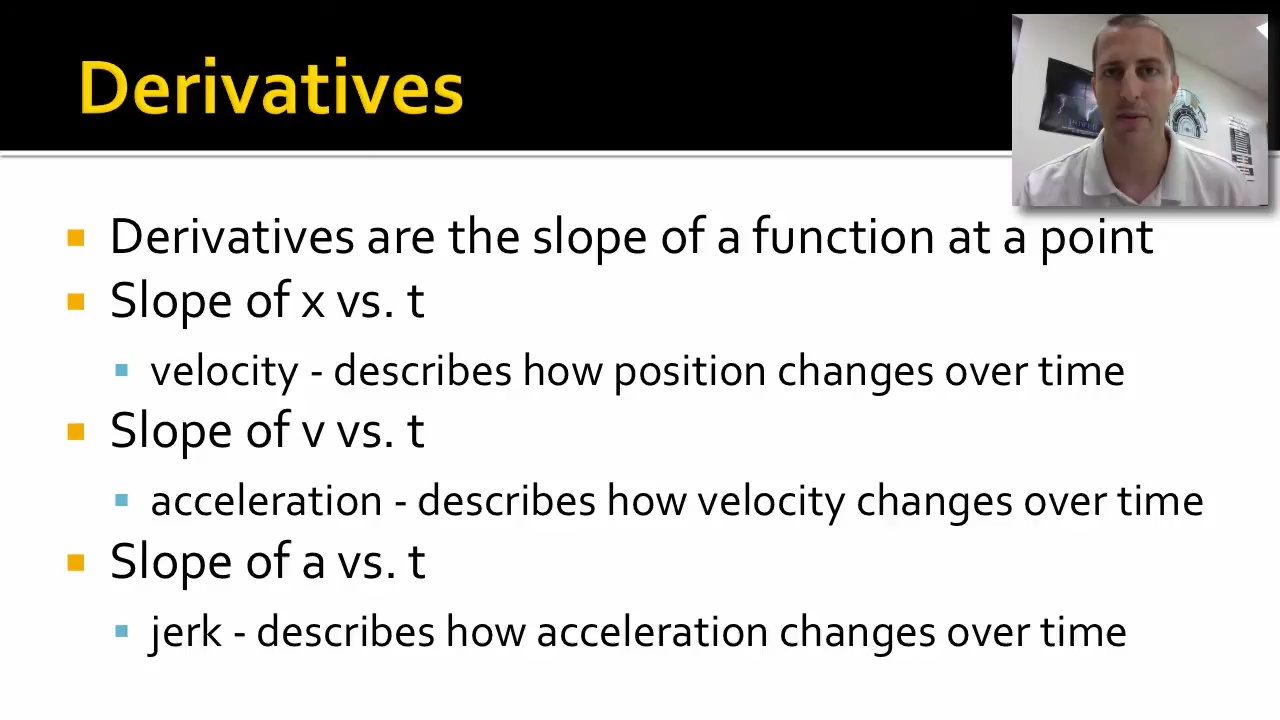 Derivatives
Derivatives are the slope of a function at a point
Slope of x vs. t
velocity - describes how position changes over time
Slope of v vs. t
acceleration - describes how velocity changes over time
Slope of a vs. t
jerk - describes how acceleration changes over time